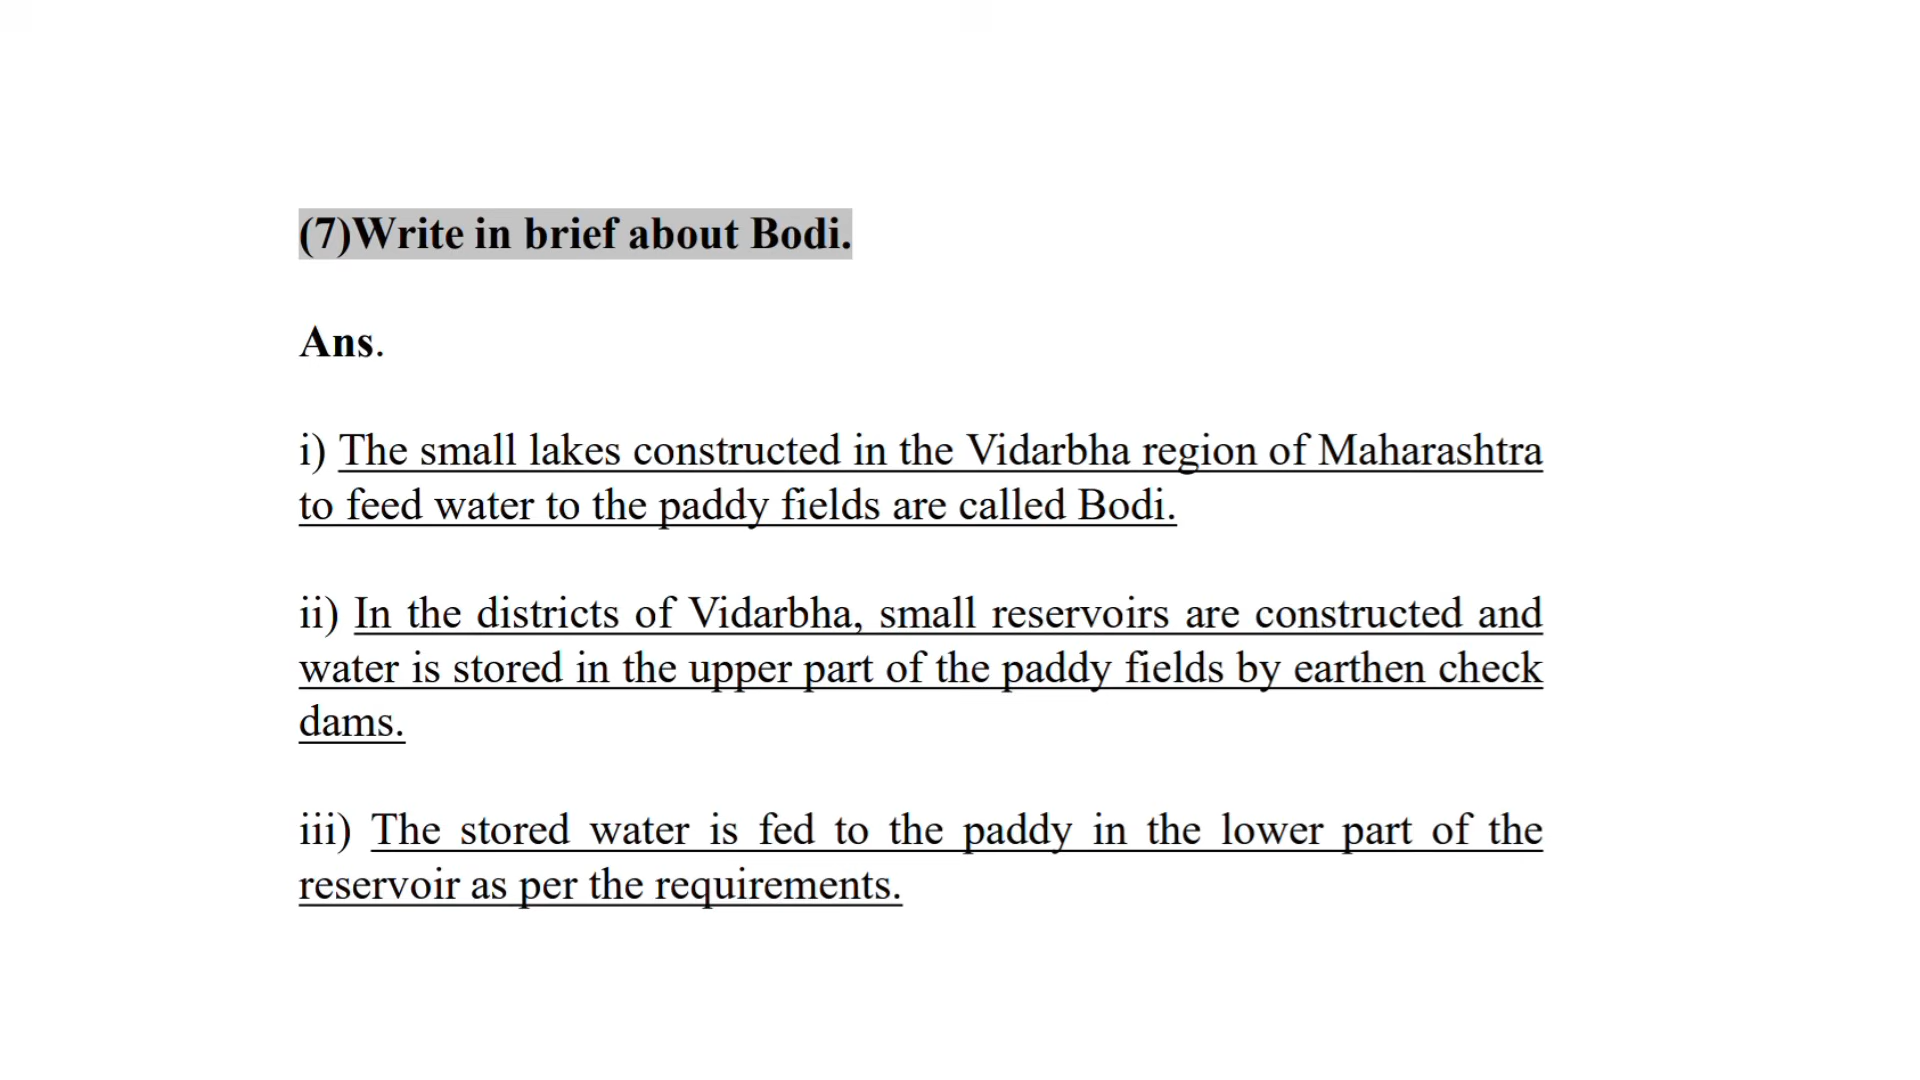 (7)Write in brief about Bodi.
Ans.
i) The small lakes constructed in the Vidarbha region of Maharashtra
to feed water to the paddy fields are called Bodi.
ii) In the districts of Vidarbha, small reservoirs are constructed and
water is stored in the upper part of the paddy fields by earthen check
dams.
iii) The stored water is fed to the paddy in the lower part of the
reservoir as per the requirements.